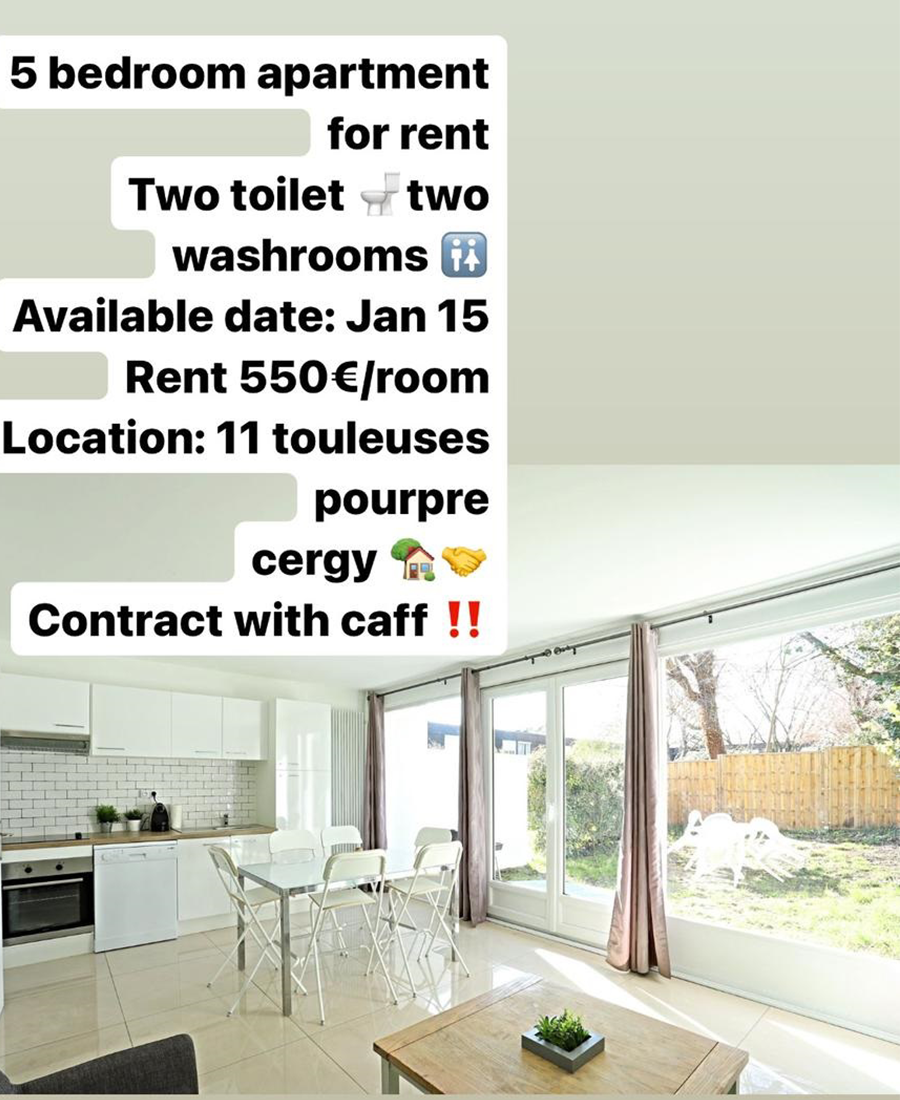 5 bedroom apartment
for rent
Two toilet 🚽 two
washrooms 🚻
Available date: Jan 15
Rent 550€/room
Location: 11 touleuses
pourpre
cergy 🏡🤝
Contract with caff ‼️